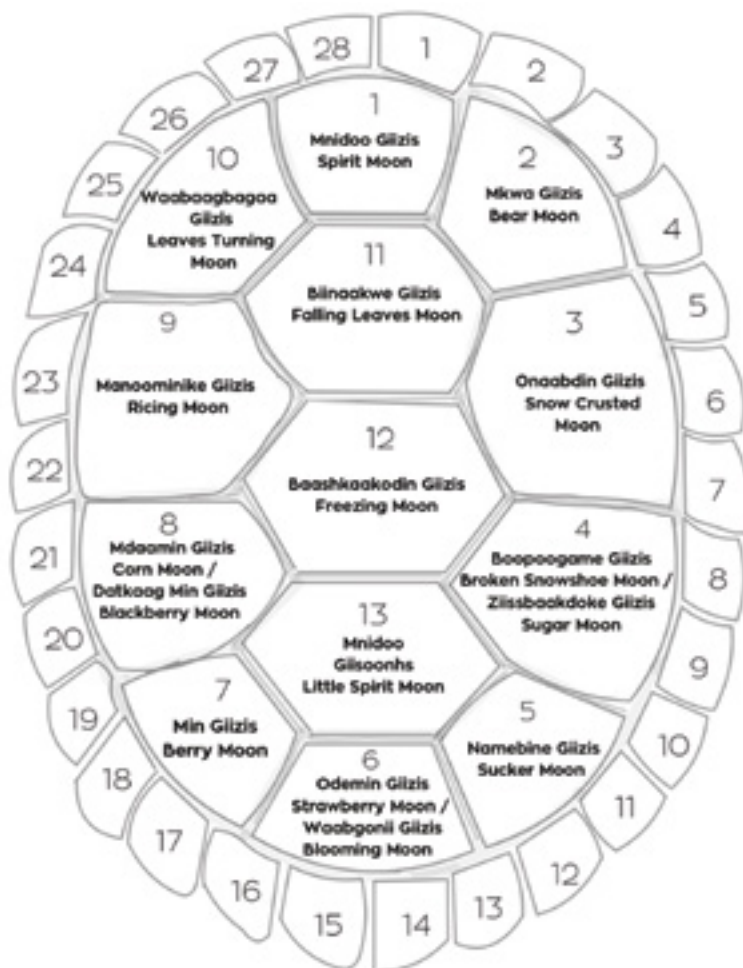 28
1
2
3
4
5
6
7
8
9
10
11
12
13
14
15
16
17
18
19
20
21
22
23
24
25
26
27
1
Mnidoo Giizis
Spirit Moon
2
Mkwa Giizis
Bear Moon
3
Onaabdin Giizis
Snow Crusted
Moon
4
Boopoogame Giizis
Broken Snowshoe Moon /
Ziissbaakdoke Giizis
Sugar Moon
5
Namebine Giizis
Sucker Moon
6
Odemin Giizis
Strawberry Moon /
Waabgonii Giizis
Blooming Moon
7
Min Giizis
Berry Moon
8
Mdaamin Giizis
Corn Moon /
Datkaag Min Giizis
Blackberry Moon
9
Manoominike Giizis
Ricing Moon
10
Waabaagbagaa
Giizis
Leaves Turning
Moon
11
Biinaakwe Giizis
Falling Leaves Moon
12
Baashkaakodin Giizis
Freezing Moon
13
Mnidoo
Giisoonhs
Little Spirit Moon